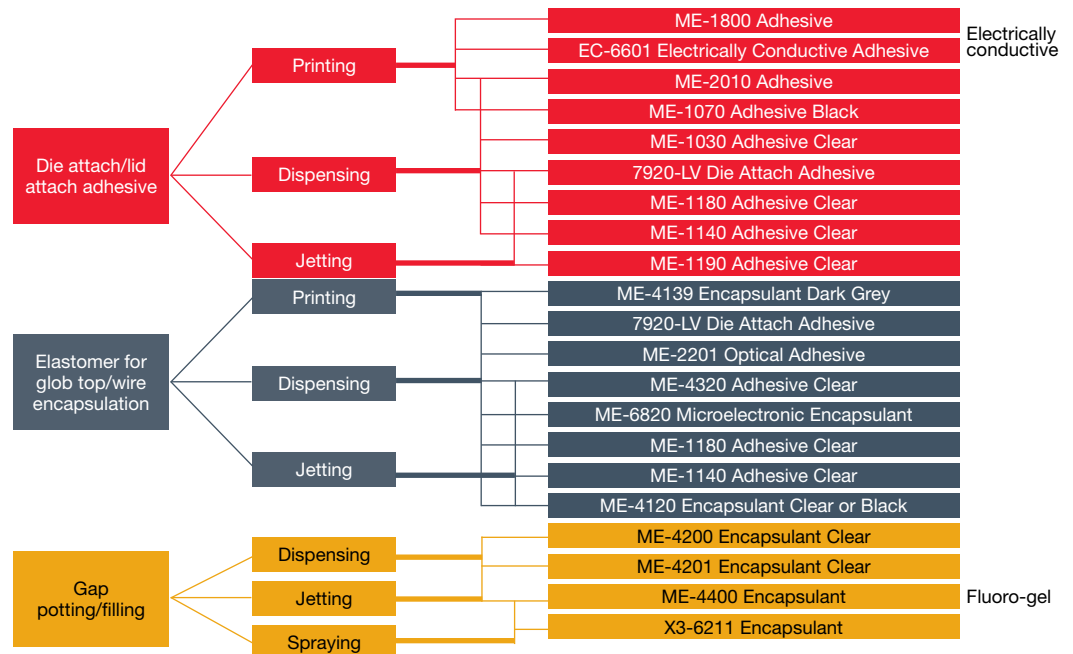 Die attach/lid
attach adhesive
Printing
Dispensing
Jetting
ME-1800 Adhesive
EC-6601 Electrically Conductive Adhesive
Electrically
conductive
ME-2010 Adhesive
ME-1070 Adhesive Black
ME-1030 Adhesive Clear
7920-LV Die Attach Adhesive
ME-1180 Adhesive Clear
ME-1140 Adhesive Clear
ME-1190 Adhesive Clear
Elastomer for
glob top/wire
encapsulation
Printing
Dispensing
Jetting
ME-4139 Encapsulant Dark Grey
7920-LV Die Attach Adhesive
ME-2201 Optical Adhesive
ME-4320 Adhesive Clear
ME-6820 Microelectronic Encapsulant
ME-1180 Adhesive Clear
ME-1140 Adhesive Clear
ME-4120 Encapsulant Clear or Black
Gap
potting/filling
Dispensing
Jetting
Spraying
ME-4200 Encapsulant Clear
ME-4201 Encapsulant Clear
ME-4400 Encapsulant
Fluoro-gel
X3-6211 Encapsulant